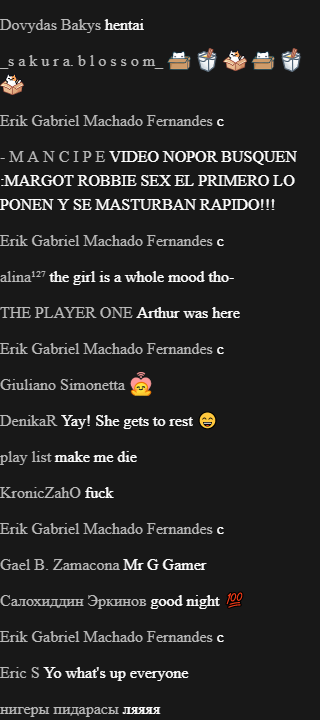 Dovydas Bakys hentai
_s a k u r a. b l o s s o m_
Erik Gabriel Machado Fernandes c
- M A N C I P E VIDEO NOPOR BUSQUEN
:MARGOT ROBBIE SEX EL PRIMERO LO
PONEN Y SE MASTURBAN RAPIDO!!!
Erik Gabriel Machado Fernandes c
alina¹²⁷ the girl is a whole mood tho-
THE PLAYER ONE Arthur was here
Erik Gabriel Machado Fernandes c
Giuliano Simonetta
DenikaR Yay! She gets to rest 😄
play list make me die
KronicZahO fuck
Erik Gabriel Machado Fernandes c
Gael B. Zamacona Mr G Gamer
Салохиддин Эркинов good night 💯
Erik Gabriel Machado Fernandes c
Eric S Yo what's up everyone
нигеры пидарасы ляяяя